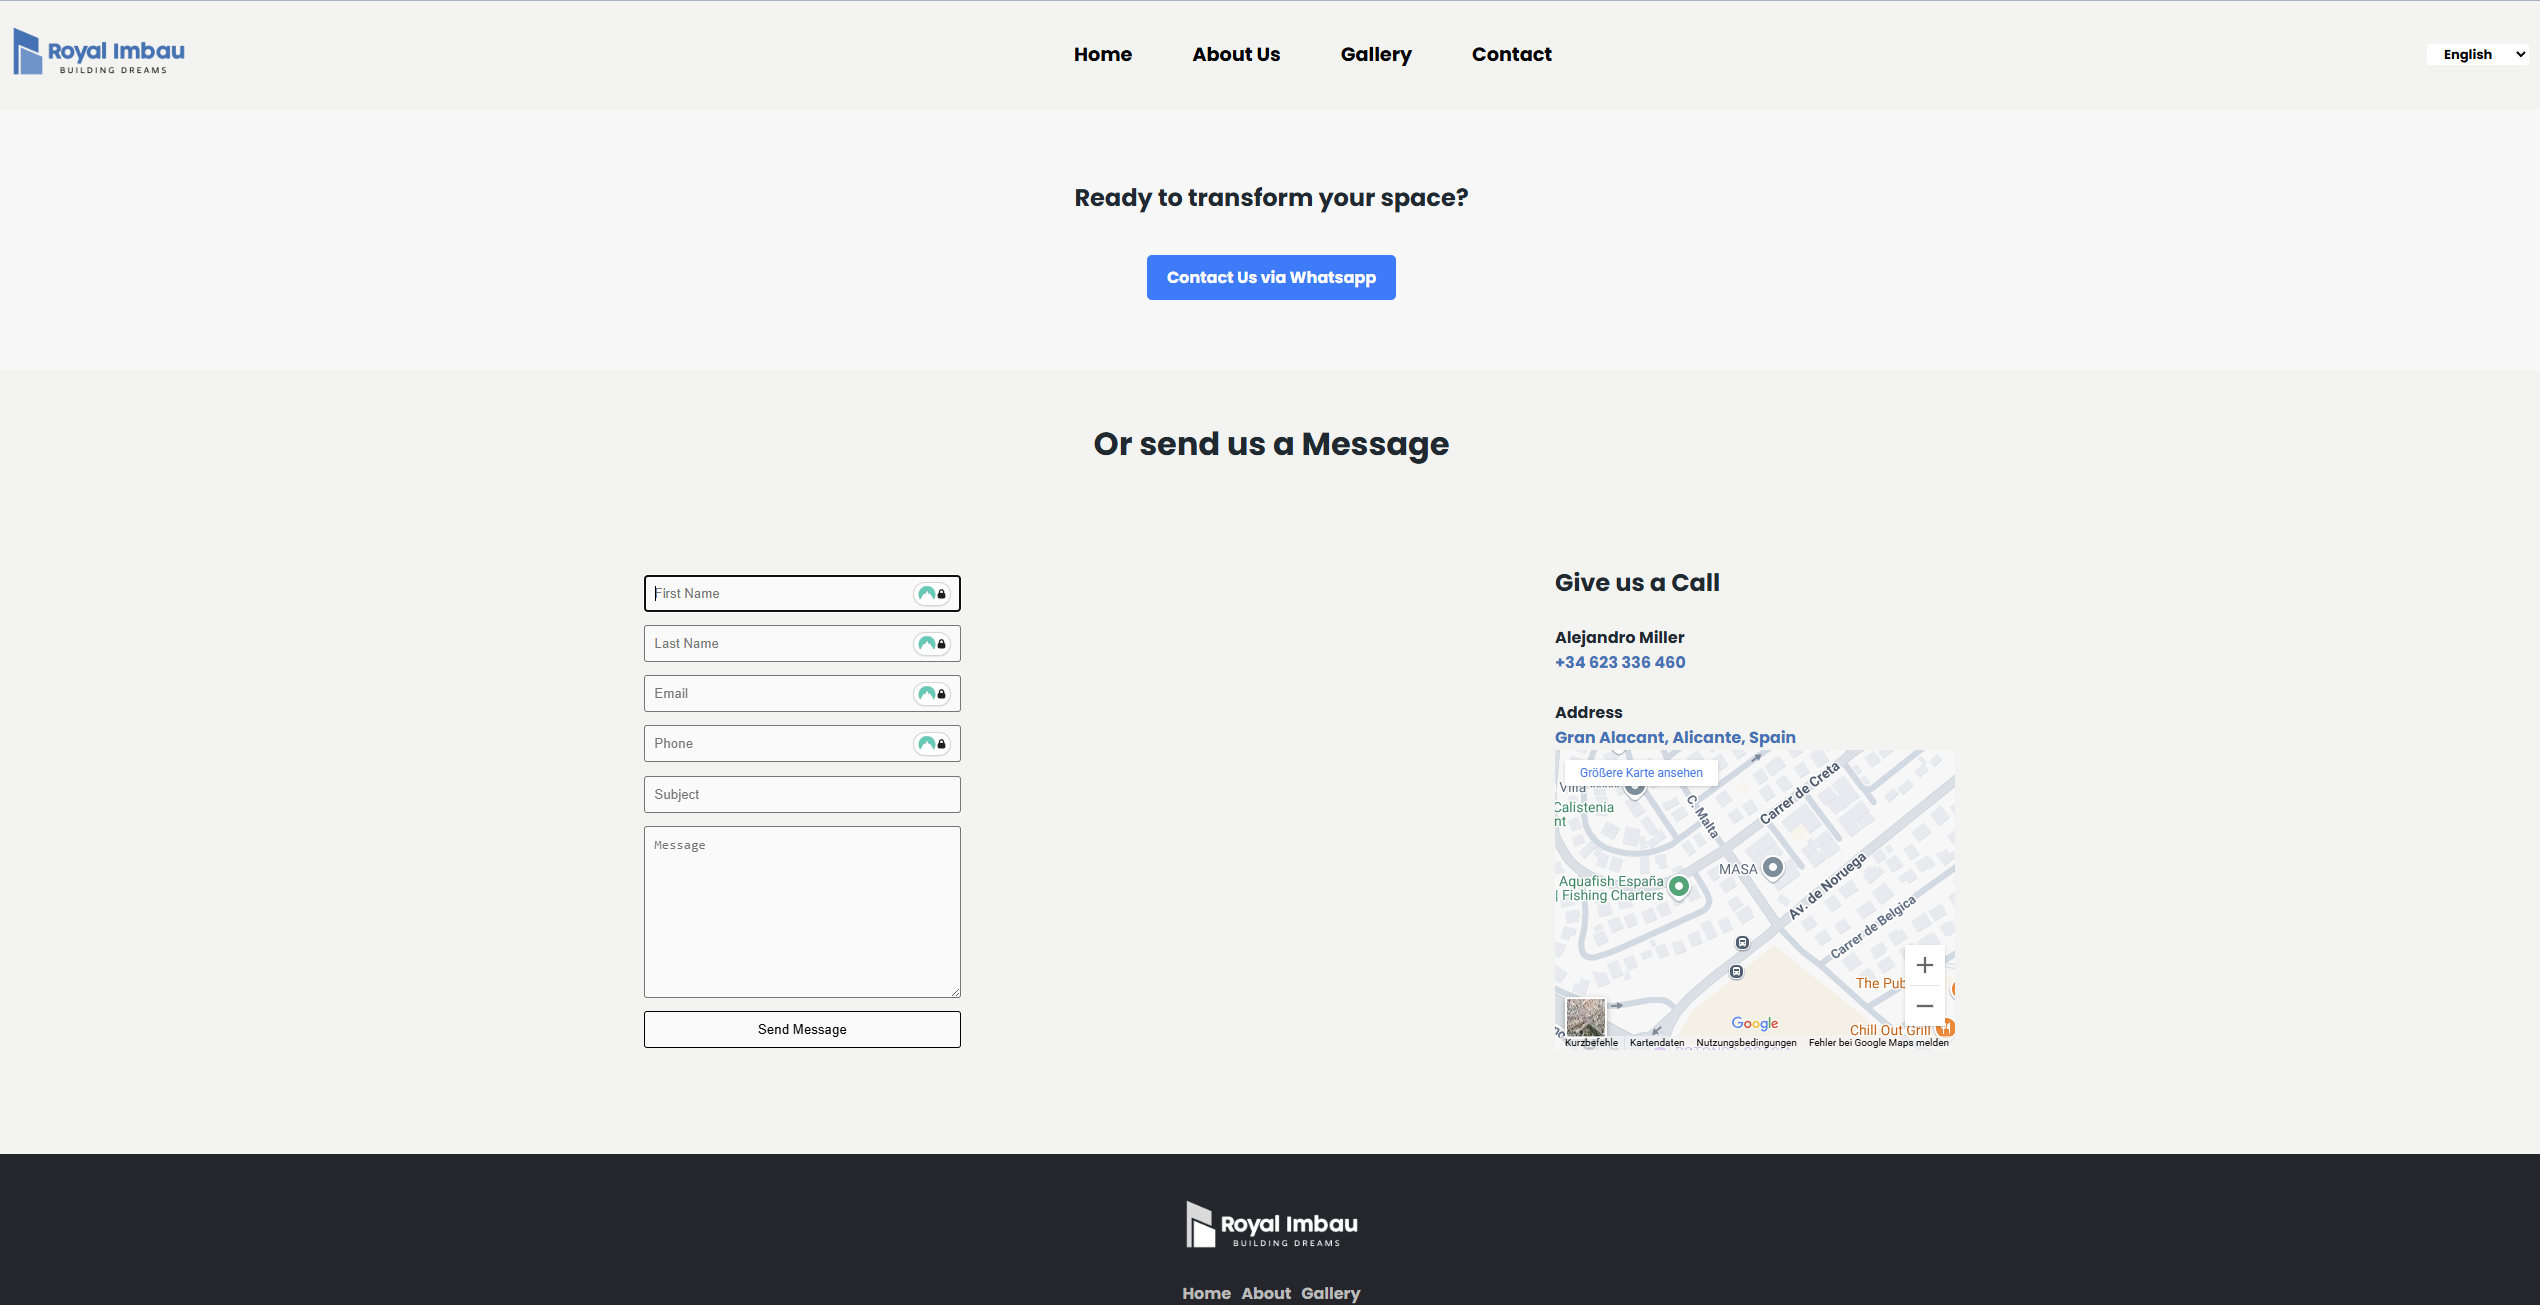 Royal Imbau
BUILDING DREAMS
Home
About Us
Gallery
Contact
English
Ready to transform your space?
Contact Us via Whatsapp
Or send us a Message
First Name
Last Name
Email
Phone
Subject
Message
Send Message
Give us a Call
Alejandro Miller
+34 623 336 460
Address
Gran Alacant, Alicante, Spain
Größere Karte ansehen
Villa
Calistenia
nt
C. Malta
Carrer de Creta
MASA
Aquafish España
| Fishing Charters
Av. de Noruega
Carrer de Belgica
The Pub
Chill Out Grill
Google
Kurzbefehle
Kartendaten
Nutzungsbedingungen
Fehler bei Google Maps melden
Royal Imbau
BUILDING DREAMS
Home About Gallery